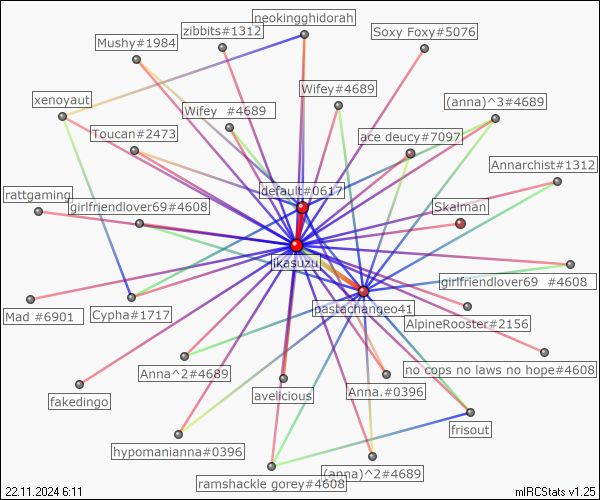 neokingghidorah
zibbits#1312
Soxy Foxy#5076
Mushy#1984
Wifey#4689
(anna)^3#4689
xenoyaut
Wifey #4689
Toucan#2473
ace deucy#7097
Annarchist#1312
default#0617
rattgaming
girlfriendlover69#4608
Skalman
jkasuzu
girlfriendlover69 #4608
pastachangeo41
Mad #6901
Cypha#1717
AlpineRooster#2156
no cops no laws no hope#4608
Anna^2#4689
fakedingo
avelicious
Anna.#0396
frisout
hypomanianna#0396
(anna)^2#4689
ramshackle gorey#4608
22.11.2024 6:11
mIRCStats v1.25